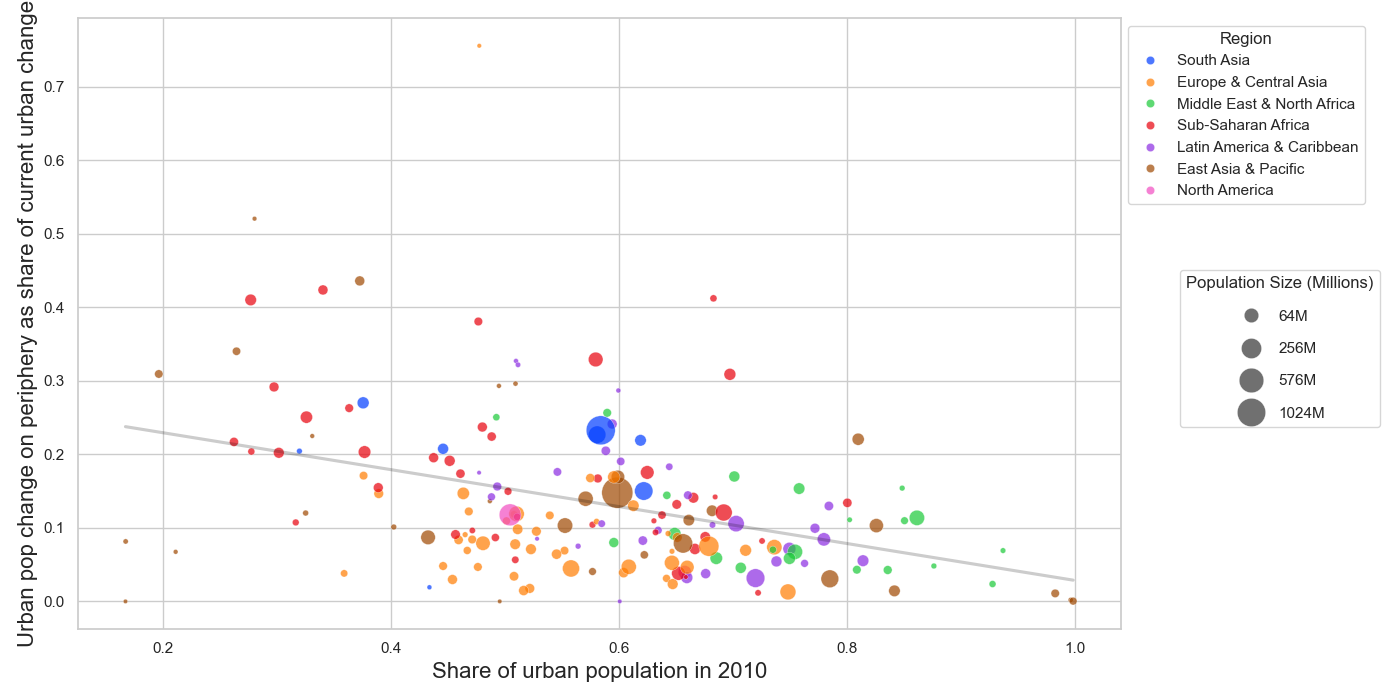 Urban pop change on periphery as share of current urban change
0.7
0.6
0.5
0.4
0.3
0.2
0.1
0.0
0.2
0.4
0.6
0.8
1.0
Share of urban population in 2010
Region
South Asia
Europe & Central Asia
Middle East & North Africa
Sub-Saharan Africa
Latin America & Caribbean
East Asia & Pacific
North America
Population Size (Millions)
64M
256M
576M
1024M